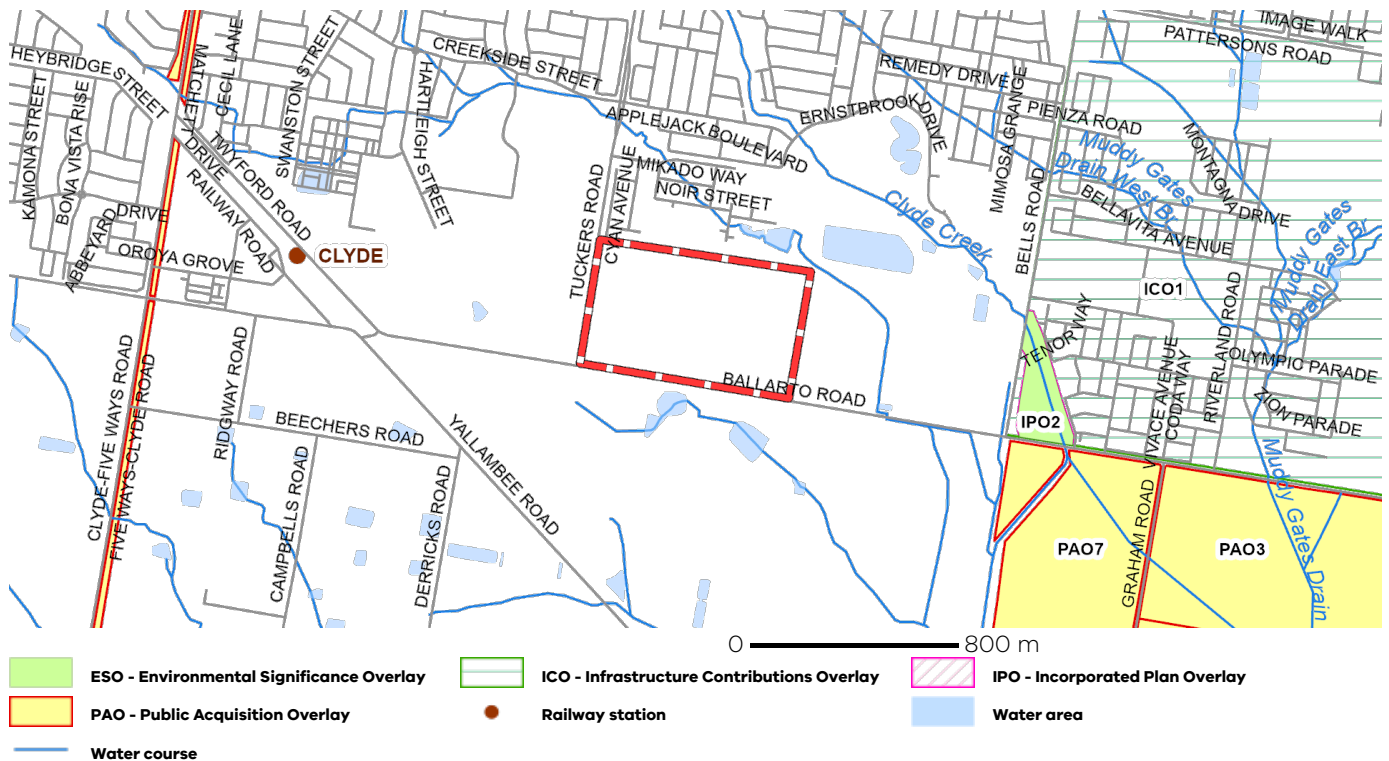 IMAGE WALK
PATTERSONS ROAD
HEYBRIDGE STREET
MATCHETT DRIVE
CECIL LANE
SWANSTON STREET
CREEKSIDE STREET
HARTLEIGH STREET
REMEDY DRIVE
KAMONA STREET
BONA VISTA RISE
TWYFORD ROAD
RAILWAY ROAD
APPLEJACK BOULEVARD
ERNSTBROOK DRIVE
MIMOSA GRANGE
PIENZA ROAD
MONTAGNA DRIVE
Muddy Gates
Drain West Br
MIKADO WAY
NOIR STREET
TUCKERS ROAD
CYAN AVENUE
Clyde Creek
BELLS ROAD
BELLAVITA AVENUE
Muddy Gates
Drain East Br
ABBEYARD DRIVE
OROYA GROVE
CLYDE
ICO1
TENOR WAY
RIVERLAND ROAD
OLYMPIC PARADE
VIVACE AVENUE
CODA WAY
ZION PARADE
BALLARTO ROAD
IPO2
CLYDE-FIVE WAYS ROAD
FIVE WAYS-CLYDE ROAD
RIDGWAY ROAD
BEECHERS ROAD
YALLAMBEE ROAD
CAMPBELLS ROAD
DERRICKS ROAD
GRAHAM ROAD
PAO7
PAO3
Muddy Gates Drain
0 800 m
ESO - Environmental Significance Overlay
ICO - Infrastructure Contributions Overlay
IPO - Incorporated Plan Overlay
PAO - Public Acquisition Overlay
Railway station
Water area
Water course